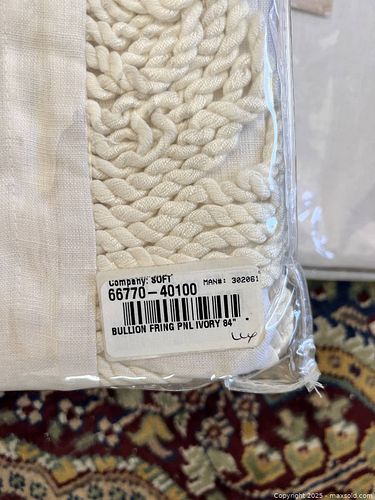 Company: SOFT MAN#: 302061
66770-40100
BULLION FRING PNL IVORY 84"
Copyright 2025 - maxsold.com